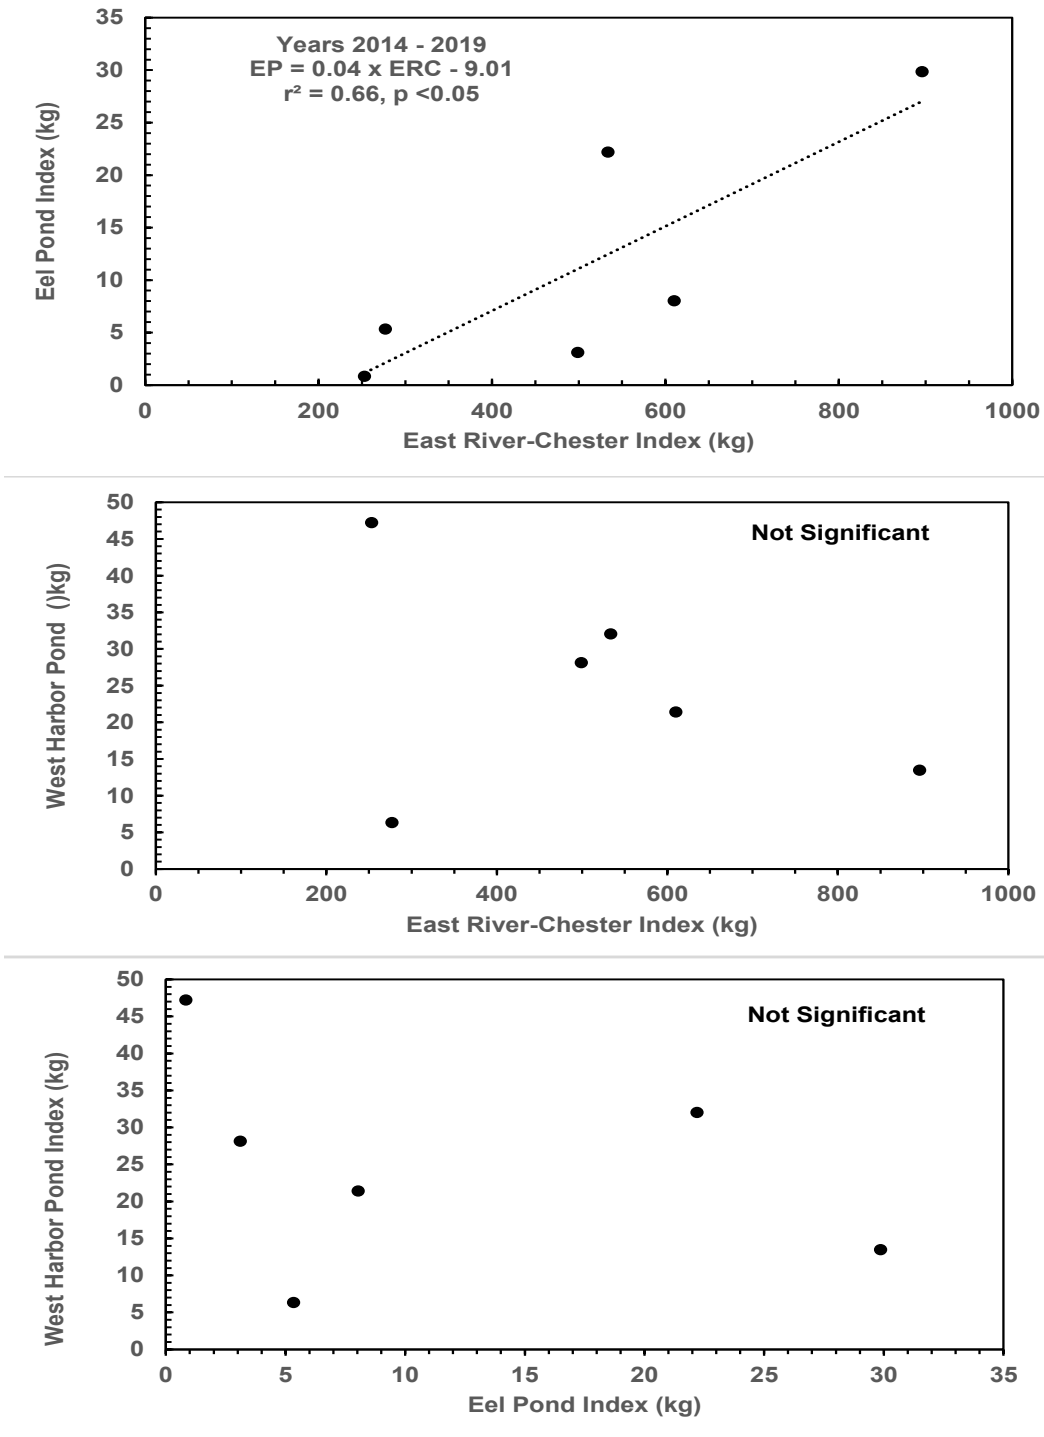 35
30
25
20
15
10
5
0
Eel Pond Index (kg)
Years 2014 - 2019
EP = 0.04 x ERC - 9.01
r² = 0.66, p <0.05
0 200 400 600 800 1000
East River-Chester Index (kg)
50
45
40
35
30
25
20
15
10
5
0
West Harbor Pond ()kg)
Not Significant
0 200 400 600 800 1000
East River-Chester Index (kg)
50
45
40
35
30
25
20
15
10
5
0
West Harbor Pond Index (kg)
Not Significant
0 5 10 15 20 25 30 35
Eel Pond Index (kg)